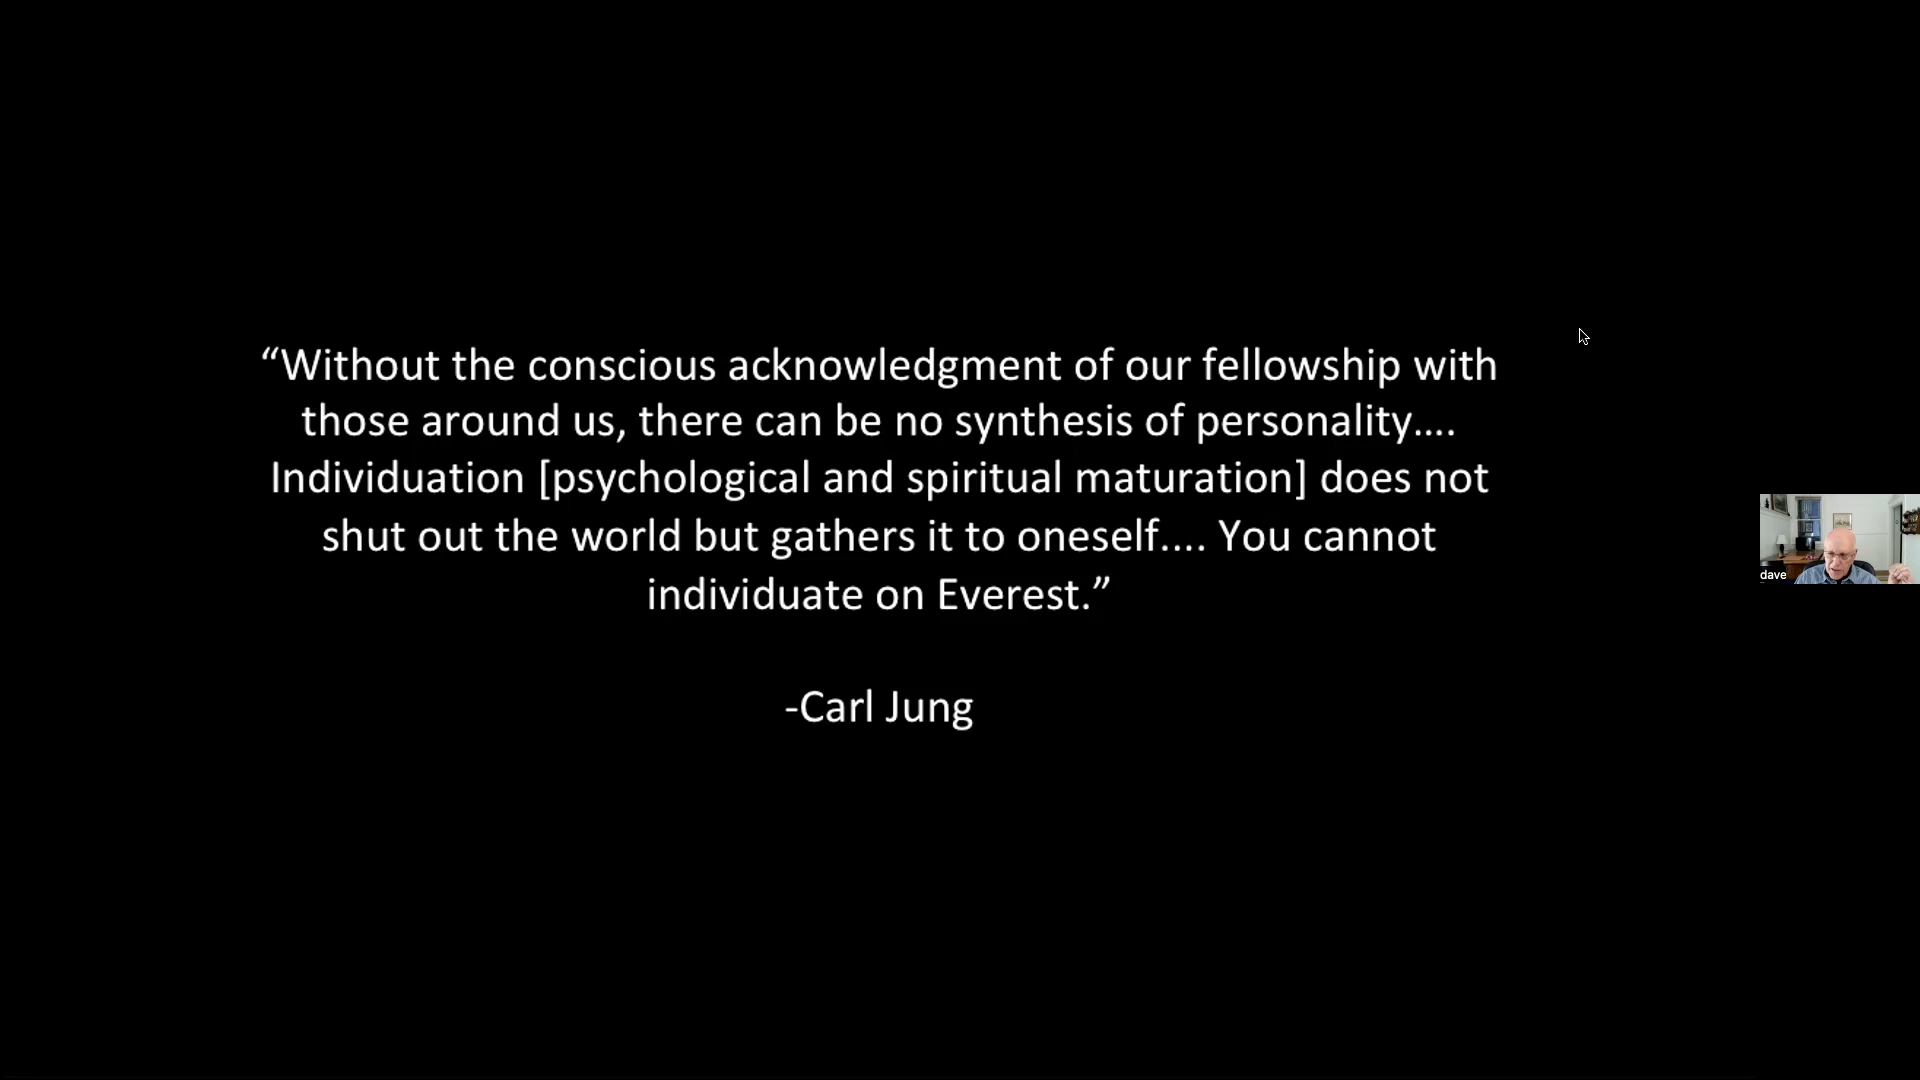 “Without the conscious acknowledgment of our fellowship with
those around us, there can be no synthesis of personality....
Individuation [psychological and spiritual maturation] does not
shut out the world but gathers it to oneself.... You cannot
individuate on Everest.”
-Carl Jung
dave